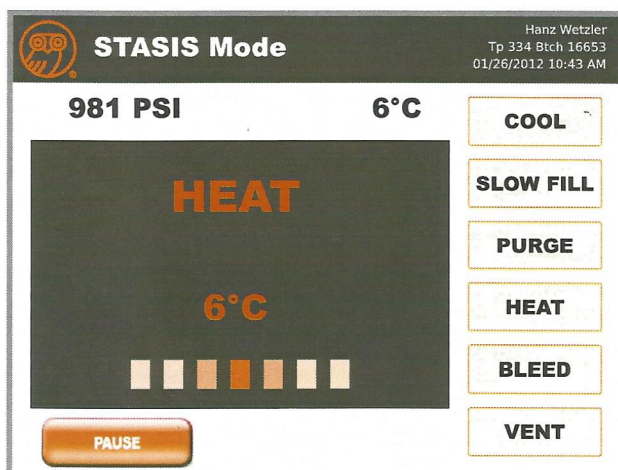 STASIS Mode
Hanz Wetzler
Tp 334 Btch 16653
01/26/2012 10:43 AM
981 PSI
6°C
HEAT
6°C
PAUSE
COOL
SLOW FILL
PURGE
HEAT
BLEED
VENT